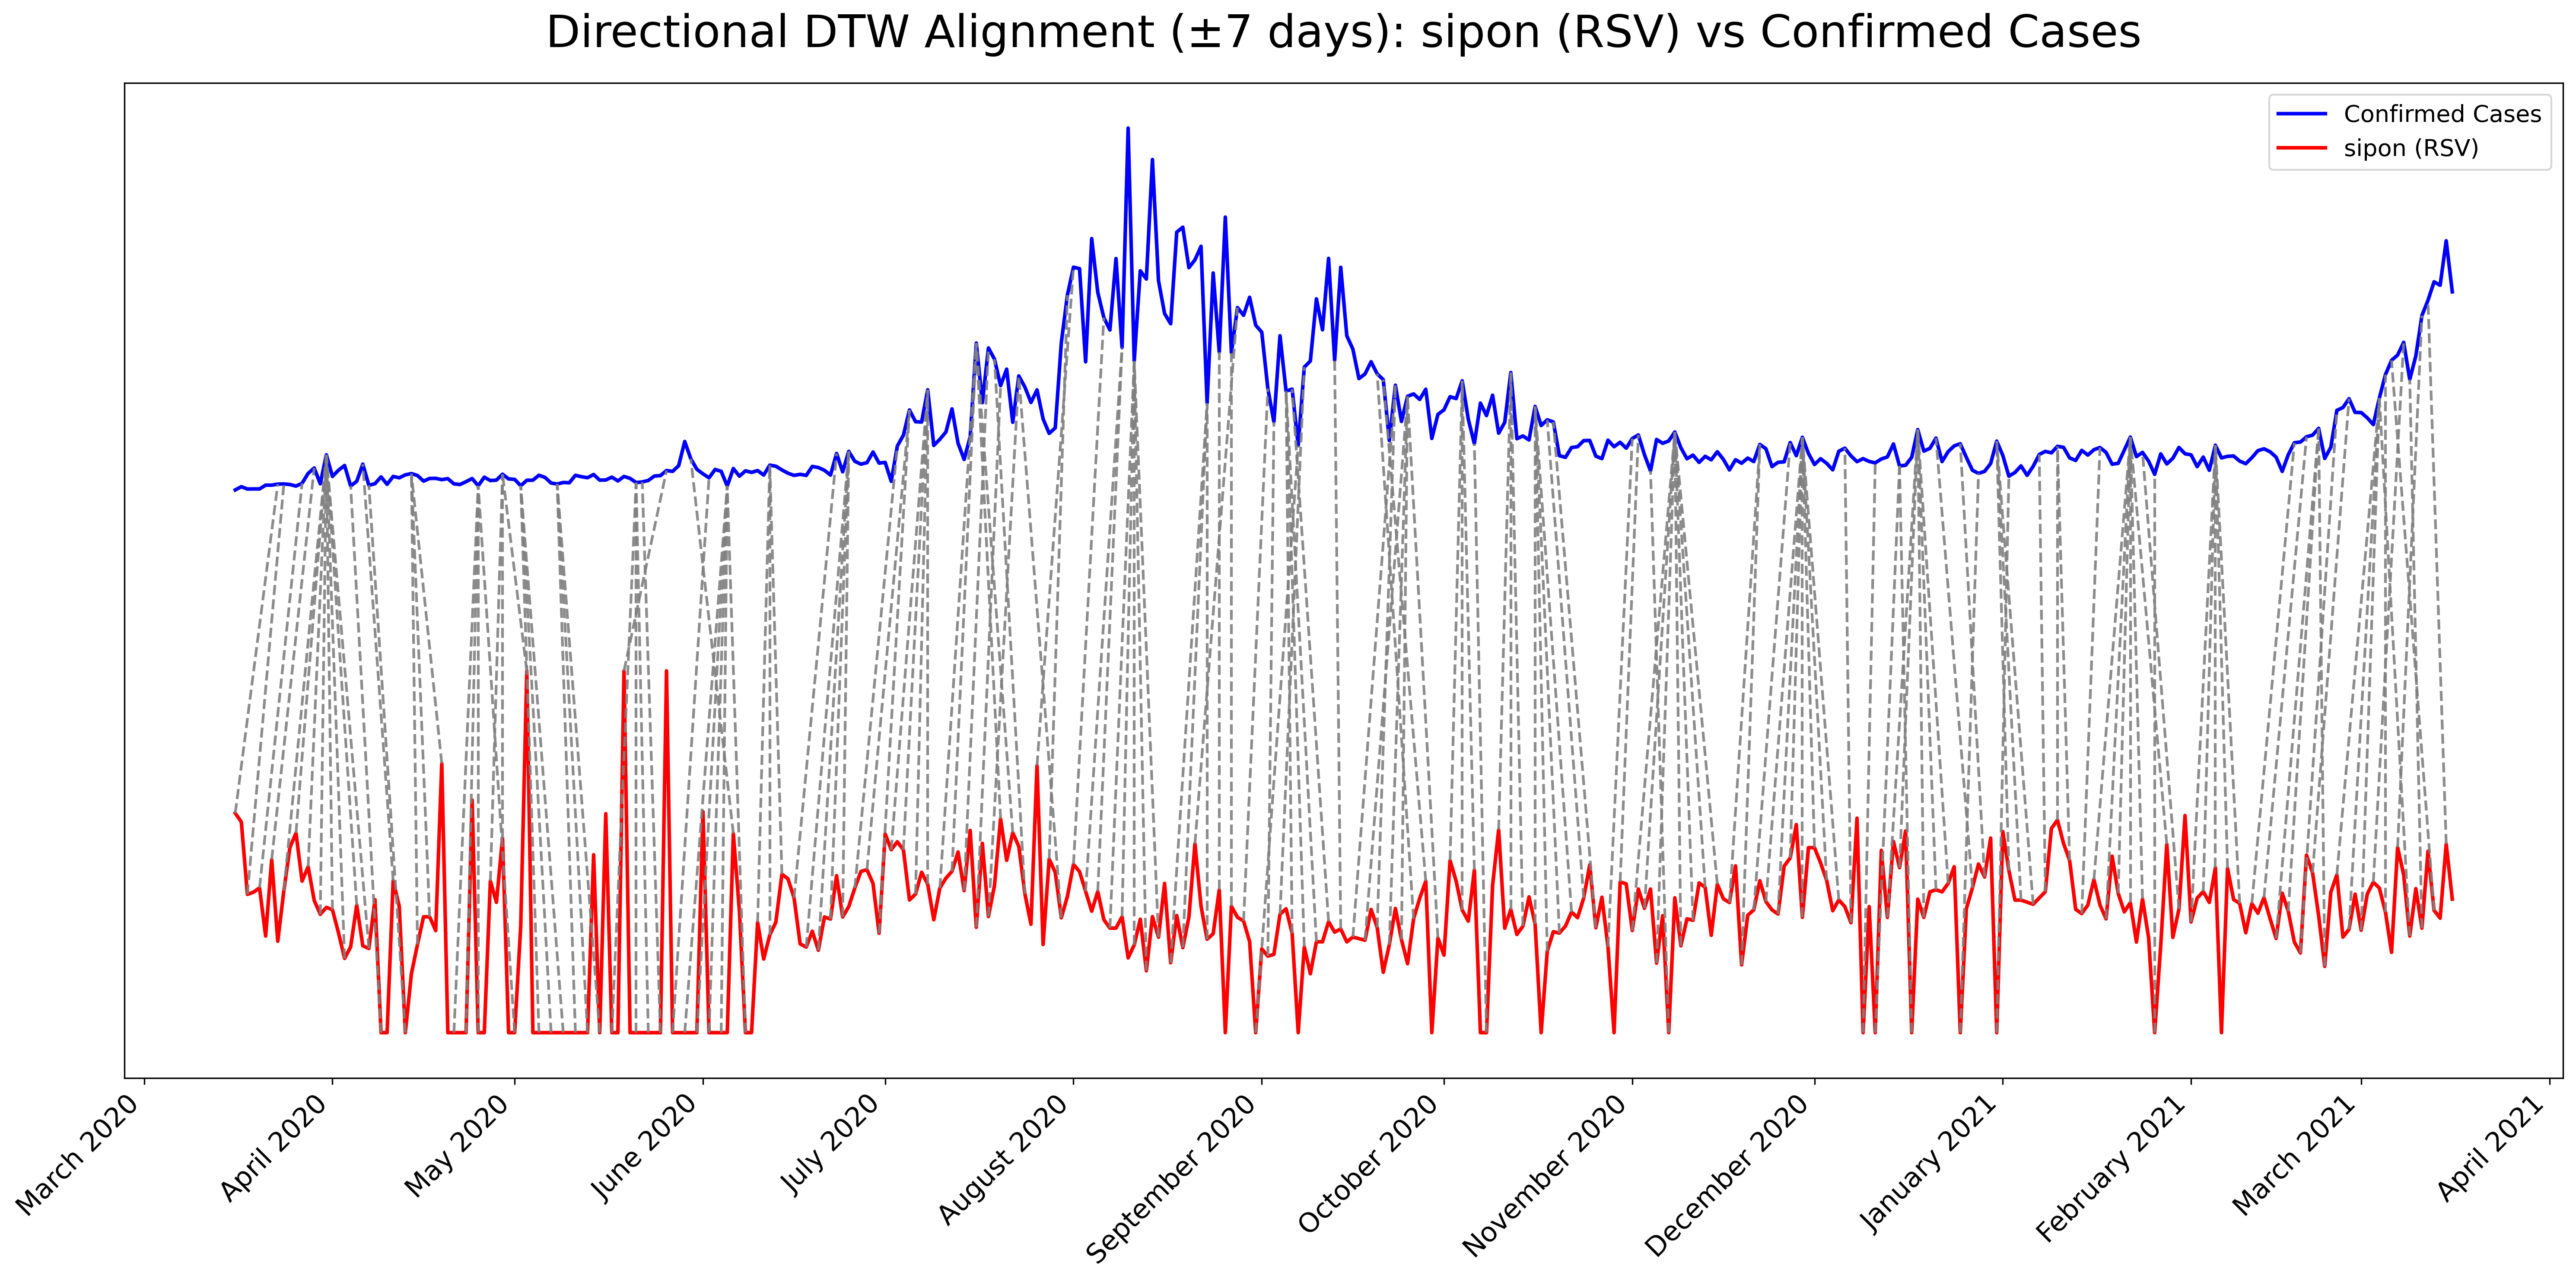 Directional DTW Alignment (±7 days): sipon (RSV) vs Confirmed Cases
Confirmed Cases
sipon (RSV)
March 2020
April 2020
May 2020
June 2020
July 2020
August 2020
September 2020
October 2020
November 2020
December 2020
January 2021
February 2021
March 2021
April 2021